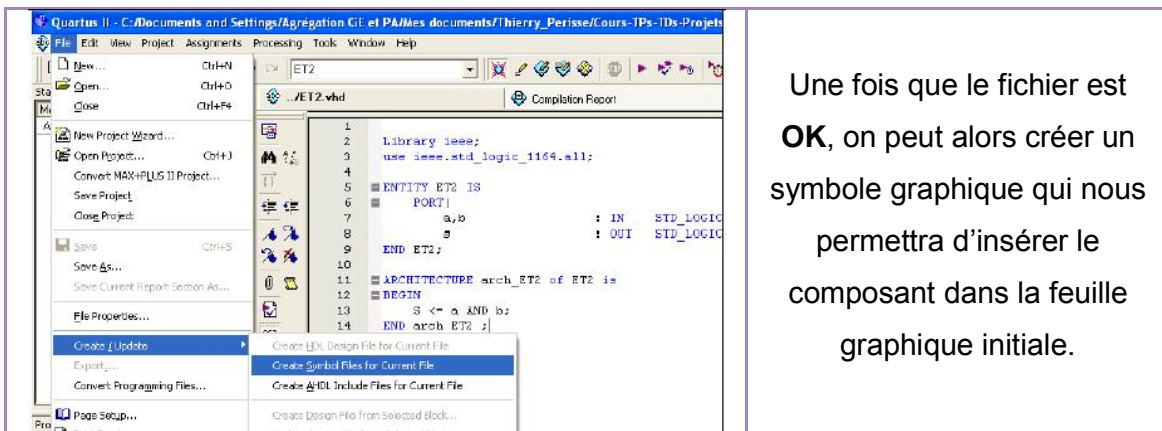 Quartus II - C:/Documents and Settings/Agrégation GE et PA/Mes documents/Thierry_Perisse/Cours-TPs-TDs-Projets
File Edit View Project Assignments Processing Tools Window Help
New... Ctrl+N
ET2
Open... Ctrl+O
Close Ctrl+F4
.../ET2.vhd
Compilation Report
New Project Wizard...
Open Project... Ctrl+J
Convert MAX+PLUS II Project...
Save Project
Close Project
Save Ctrl+S
Save As...
Save Current Report Section As...
File Properties...
Create / Update
Export...
Convert Programming Files...
Page Setup...
Create HDL Design File for Current File
Create Symbol Files for Current File
Create AHDL Include Files for Current File
Create Design File from Selected Block...
1
2 Library ieee;
3 use ieee.std_logic_1164.all;
4
5 ENTITY ET2 IS
6 PORT(
7 a,b : IN STD_LOGIC
8 s : OUT STD_LOGIC
9 END ET2;
10
11 ARCHITECTURE arch_ET2 of ET2 is
12 BEGIN
13 S <= a AND b;
14 END arch ET2 ;
Une fois que le fichier est
OK, on peut alors créer un
symbole graphique qui nous
permettra d'insérer le
composant dans la feuille
graphique initiale.